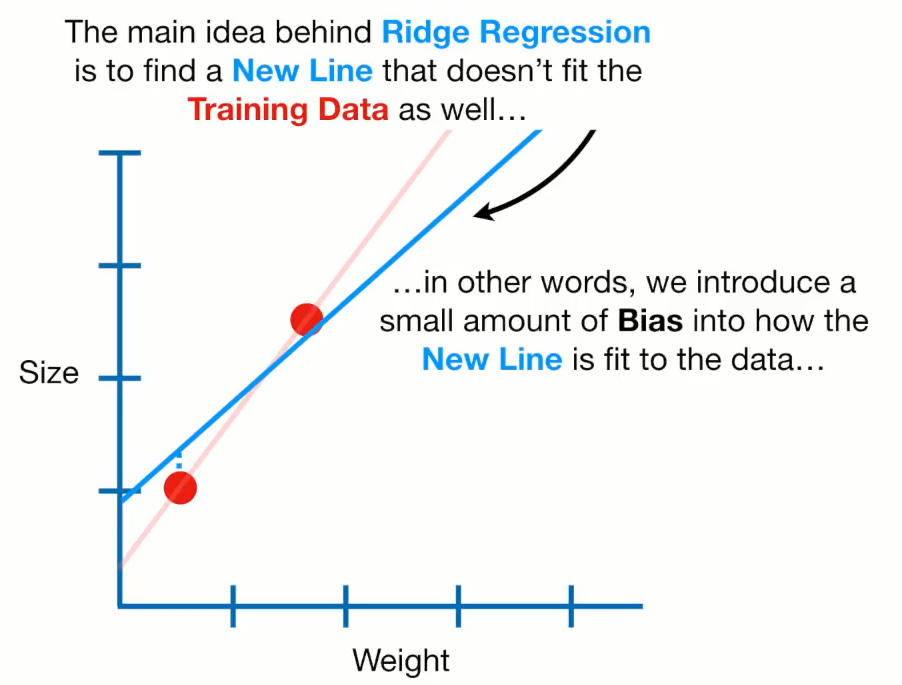 The main idea behind Ridge Regression
is to find a New Line that doesn’t fit the
Training Data as well…
…in other words, we introduce a
small amount of Bias into how the
New Line is fit to the data…
Size
Weight